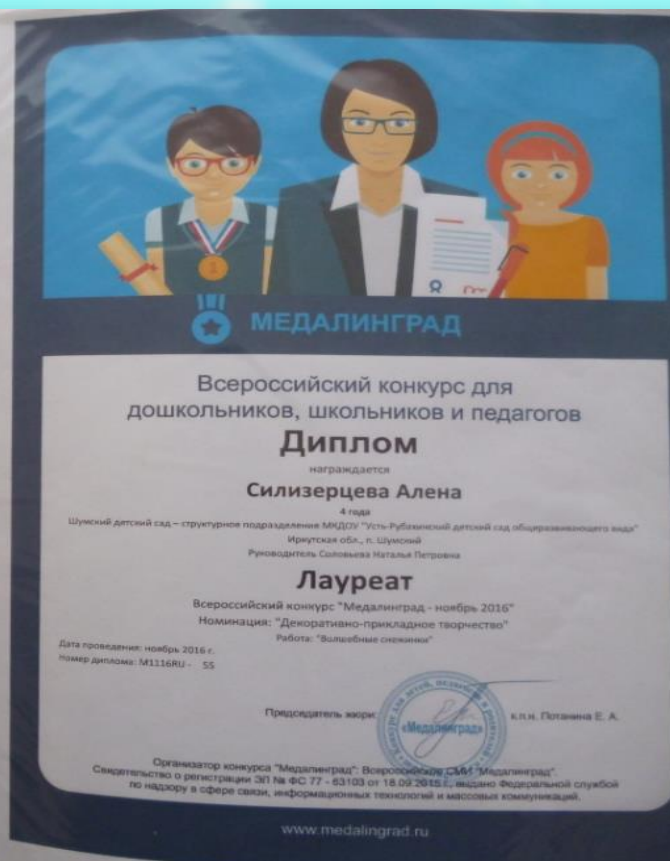 МЕДАЛИНГРАД
Всероссийский конкурс для
дошкольников, школьников и педагогов
Диплом
награждается
Силизерцева Алена
4 года
Шумский детский сад – структурное подразделение МКДОУ "Усть-Рубахинский детский сад общеразвивающего вида"
Иркутская обл., п. Шумский
Руководитель Соловьева Наталья Петровна
Лауреат
Всероссийский конкурс "Медалинград - ноябрь 2016"
Номинация: "Декоративно-прикладное творчество"
Работа: "Волшебные снежинки"
Дата проведения: ноябрь 2016 г.
Номер диплома: M1116RU - 55
Председатель жюри:
«Медалинград»
к.п.н. Потанина Е. А.
Организатор конкурса "Медалинград": Всероссийское СМИ "Медалинград".
Свидетельство о регистрации ЭЛ № ФС 77 - 63103 от 18.09.2015 г., выдано Федеральной службой
по надзору в сфере связи, информационных технологий и массовых коммуникаций.
www.medalingrad.ru